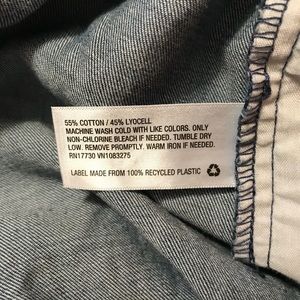 55% COTTON / 45% LYOCELL
MACHINE WASH COLD WITH LIKE COLORS. ONLY
NON-CHLORINE BLEACH IF NEEDED. TUMBLE DRY
LOW. REMOVE PROMPTLY. WARM IRON IF NEEDED.
RN17730 VN1083275
LABEL MADE FROM 100% RECYCLED PLASTIC